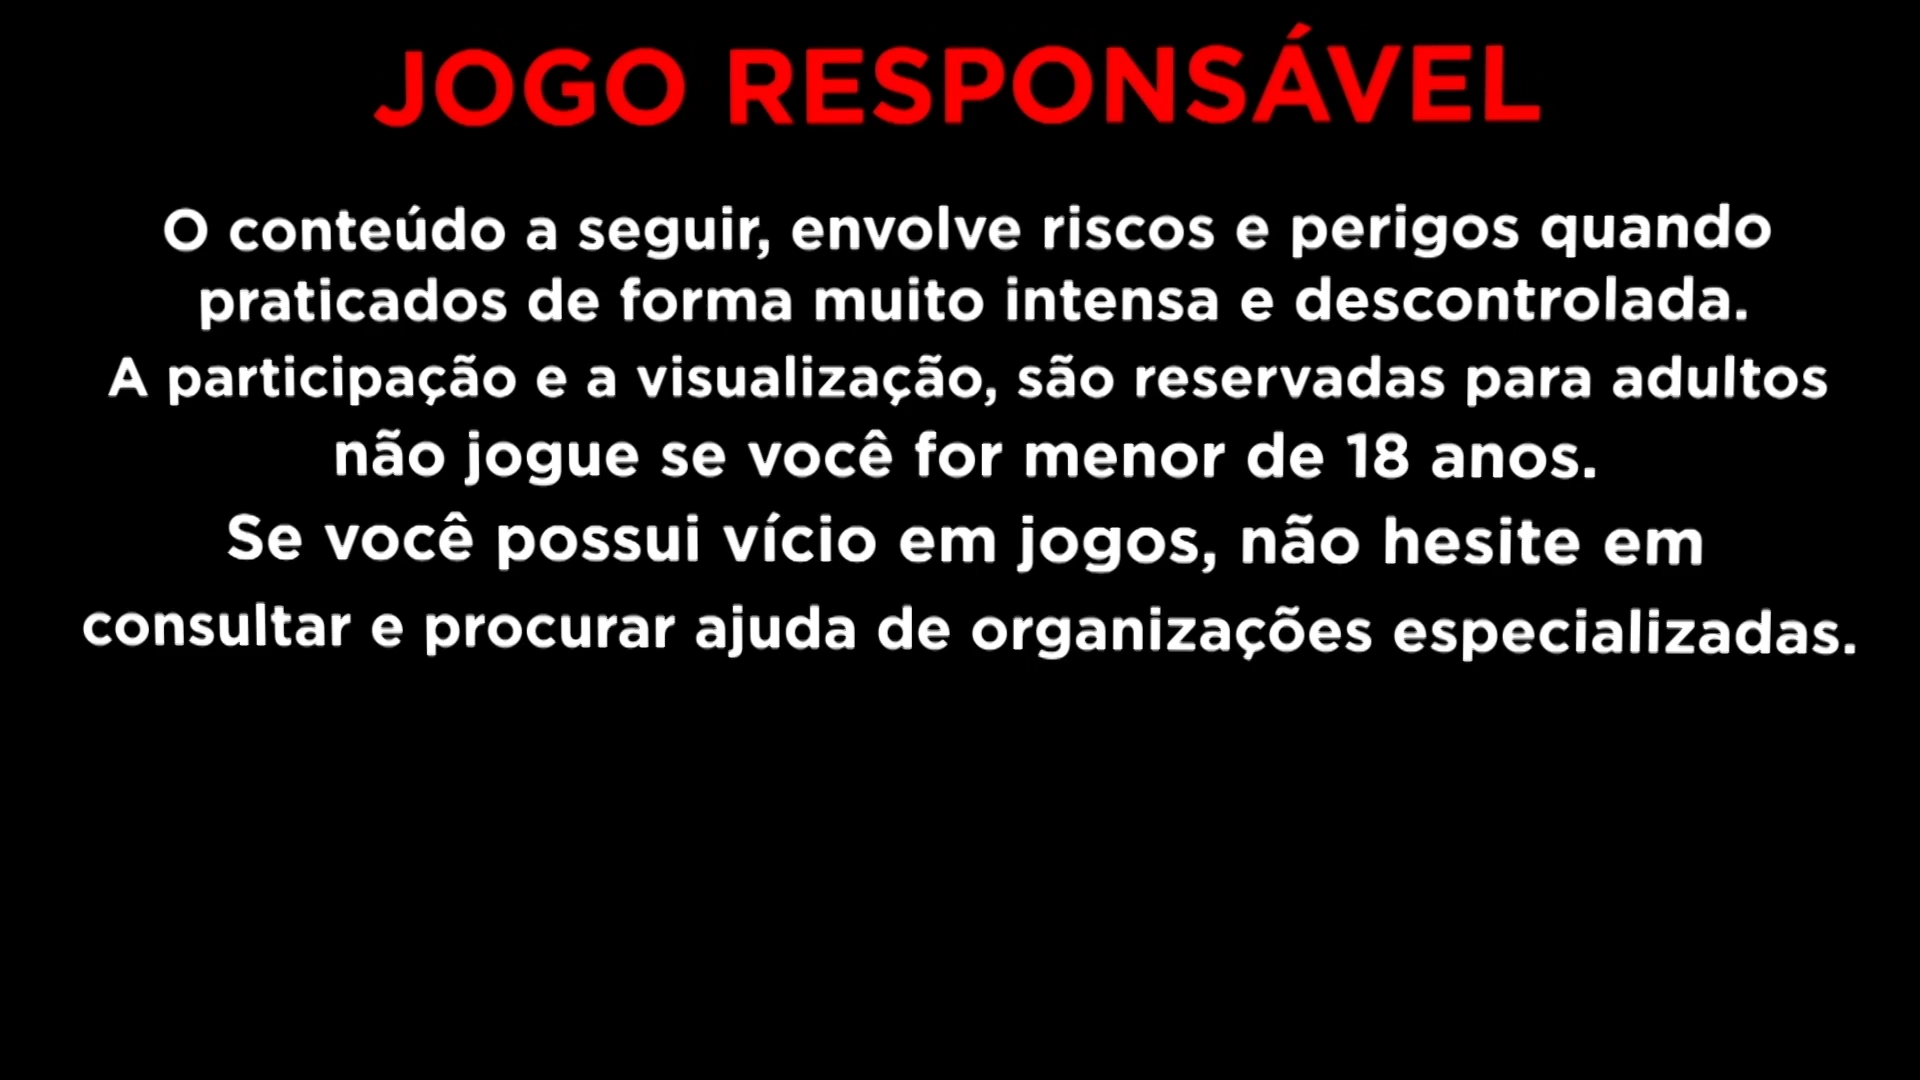 JOGO RESPONSÁVEL
O conteúdo a seguir, envolve riscos e perigos quando
praticados de forma muito intensa e descontrolada.
A participação e a visualização, são reservadas para adultos
não jogue se você for menor de 18 anos.
Se você possui vício em jogos, não hesite em
consultar e procurar ajuda de organizações especializadas.